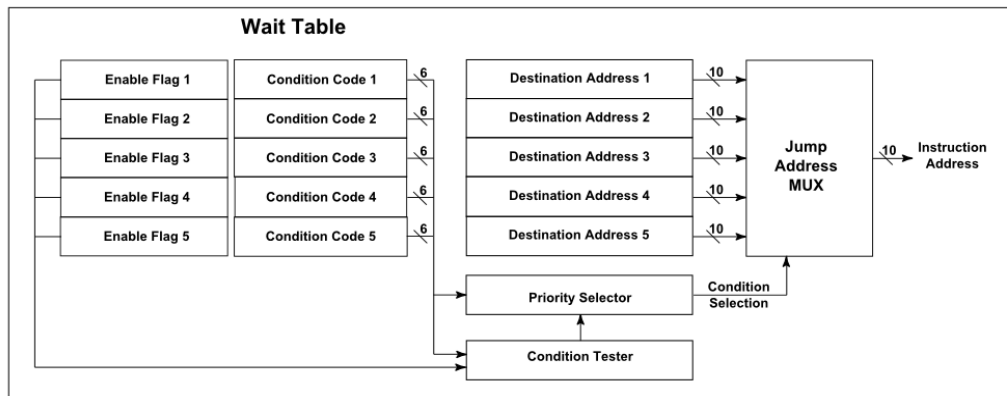 Wait Table
Enable Flag 1
Condition Code 1
6
Destination Address 1
10
Enable Flag 2
Condition Code 2
6
Destination Address 2
10
Enable Flag 3
Condition Code 3
6
Destination Address 3
10
Enable Flag 4
Condition Code 4
6
Destination Address 4
10
Enable Flag 5
Condition Code 5
6
Destination Address 5
10
Jump
Address
MUX
10
Instruction
Address
Priority Selector
Condition
Selection
Condition Tester